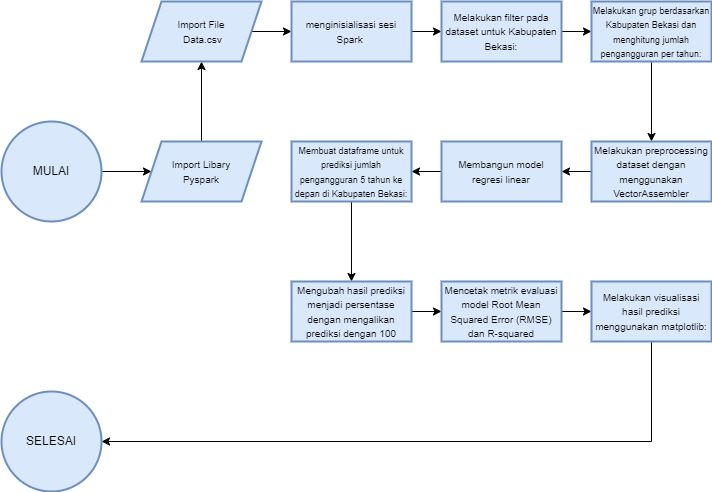 MULAI
Import Libary
Pyspark
Import File
Data.csv
menginisialisasi sesi
Spark
Melakukan filter pada
dataset untuk Kabupaten
Bekasi:
Melakukan grup berdasarkan
Kabupaten Bekasi dan
menghitung jumlah
pengangguran per tahun:
Melakukan preprocessing
dataset dengan
menggunakan
VectorAssembler
Membangun model
regresi linear
Membuat dataframe untuk
prediksi jumlah
pengangguran 5 tahun ke
depan di Kabupaten Bekasi:
Mengubah hasil prediksi
menjadi persentase
dengan mengalikan
prediksi dengan 100
Mencetak metrik evaluasi
model Root Mean
Squared Error (RMSE)
dan R-squared
Melakukan visualisasi
hasil prediksi
menggunakan matplotlib:
SELESAI